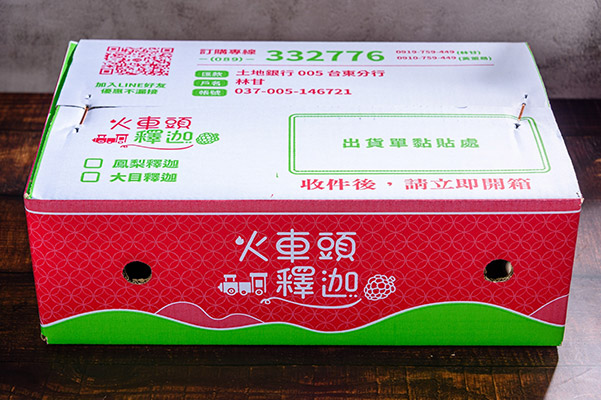 訂購專線
(089)
332776
0919-759-449 (林甘)
0910-759-449
匯款 土地銀行 005 台東分行
戶名 林甘
帳號 037-005-146721
加入LINE好友
優惠不漏接
火車頭
釋迦
鳳梨釋迦
大目釋迦
出貨單黏貼處
收件後，請立即開箱
火車頭
釋迦